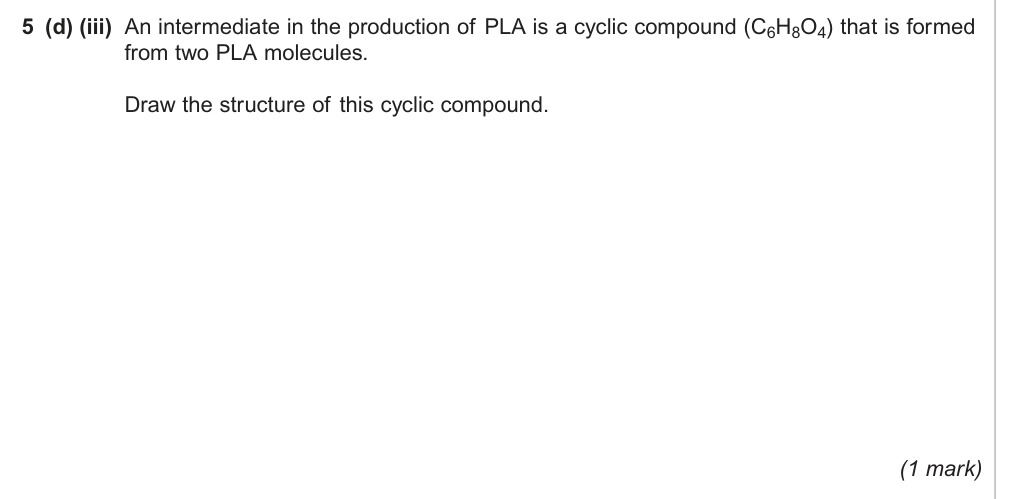 5 (d) (iii) An intermediate in the production of PLA is a cyclic compound (C₆H₈O₄) that is formed
from two PLA molecules.
Draw the structure of this cyclic compound.
(1 mark)